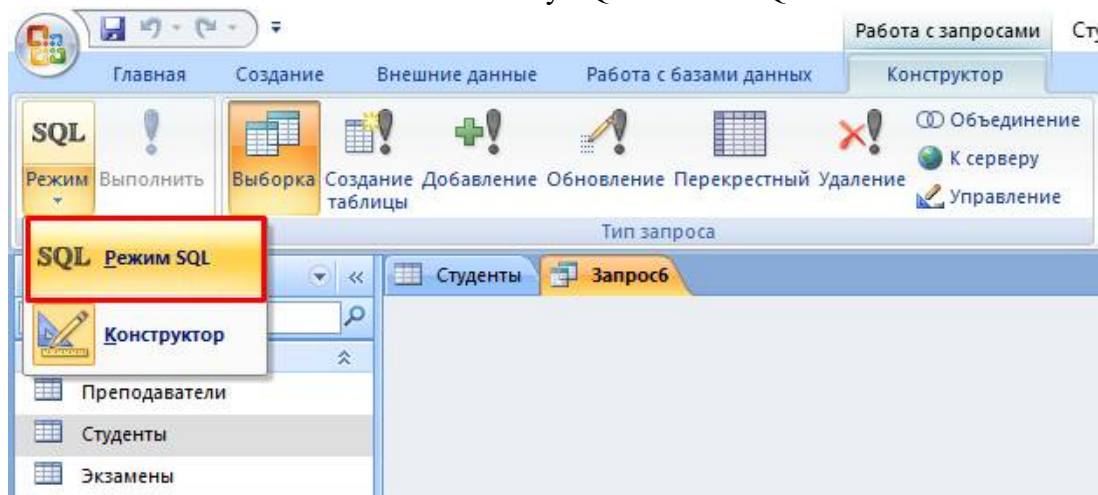 Работа с запросами
Главная Создание Внешние данные Работа с базами данных Конструктор
SQL
Режим Выполнить Выборка Создание таблицы Добавление Обновление Перекрестный Удаление
Объединение
К серверу
Управление
Тип запроса
SQL Режим SQL
Конструктор
Студенты Запрос6
Преподаватели
Студенты
Экзамены